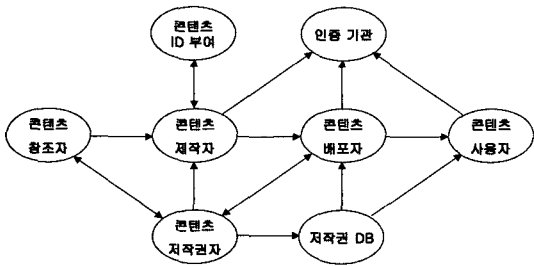 콘텐츠
ID 부여
인증 기관
콘텐츠
창조자
콘텐츠
제작자
콘텐츠
배포자
콘텐츠
사용자
콘텐츠
저작권자
저작권 DB